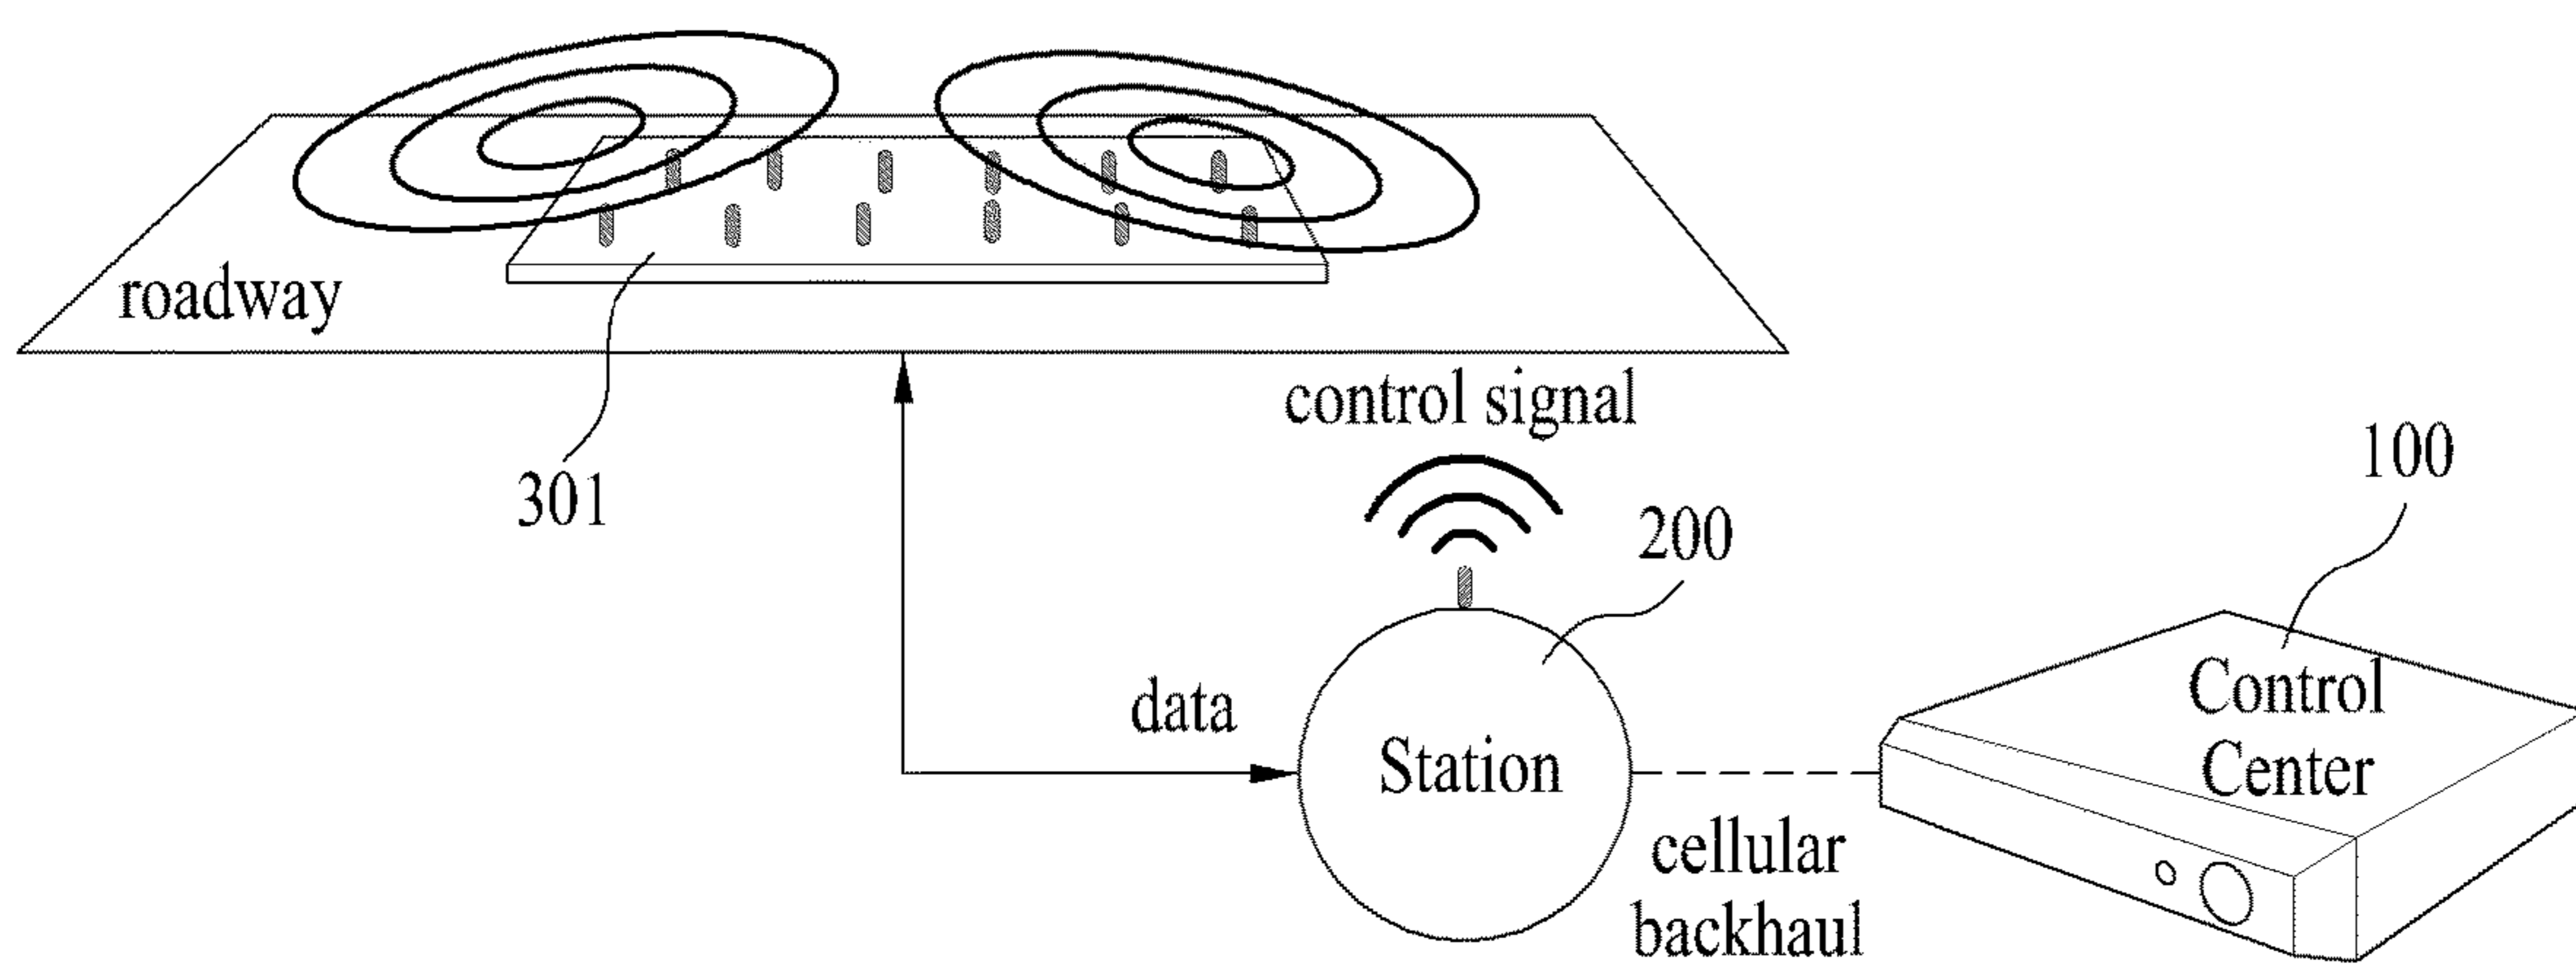 roadway
301
control signal
200
100
data
Station
cellular
backhaul
Control
Center